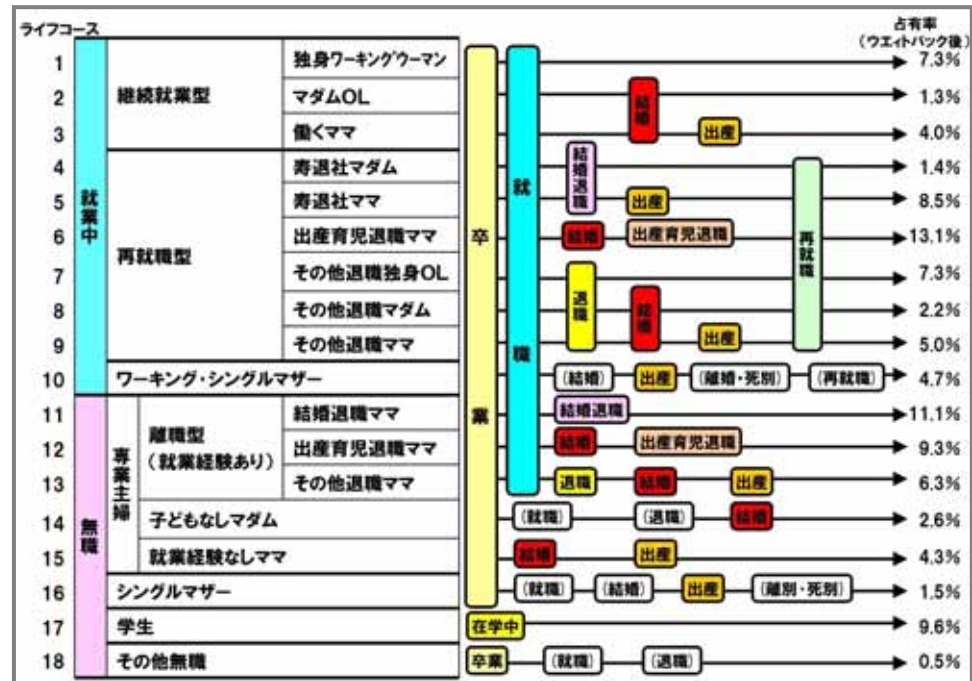 ライフコース
占有率
(ウエイトバック後)
就業中
無職
継続就業型
再就職型
専業主婦
離職型
(就業経験あり)
卒業
就職
1 独身ワーキングウーマン 7.3%
2 マダムOL 1.3%
結婚
3 働くママ 出産 4.0%
4 寿退社マダム 1.4%
結婚退職
再就職
5 寿退社ママ 出産 8.5%
6 出産育児退職ママ 結婚 出産育児退職 13.1%
7 その他退職独身OL 7.3%
退職
8 その他退職マダム 2.2%
結婚
9 その他退職ママ 出産 5.0%
10 ワーキング・シングルマザー (結婚) 出産 (離婚・死別) (再就職) 4.7%
11 結婚退職ママ 結婚退職 11.1%
12 出産育児退職ママ 結婚 出産育児退職 9.3%
13 その他退職ママ 退職 結婚 出産 6.3%
14 子どもなしマダム (就職) (退職) 結婚 2.6%
15 就業経験なしママ 結婚 出産 4.3%
16 シングルマザー (就職) (結婚) 出産 (離別・死別) 1.5%
17 学生 在学中 9.6%
18 その他無職 卒業 (就職) (退職) 0.5%